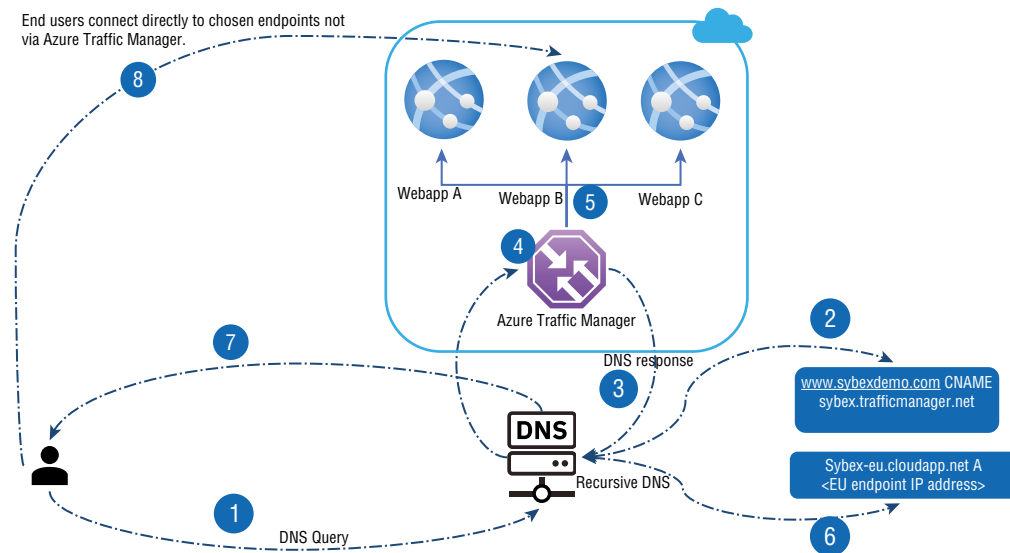 End users connect directly to chosen endpoints not
via Azure Traffic Manager.
8
Webapp A
Webapp B
Webapp C
5
4
Azure Traffic Manager
2
7
DNS response
3
www.sybexdemo.com CNAME
sybex.trafficmanager.net
DNS
Sybex-eu.cloudapp.net A
<EU endpoint IP address>
Recursive DNS
1
DNS Query
6